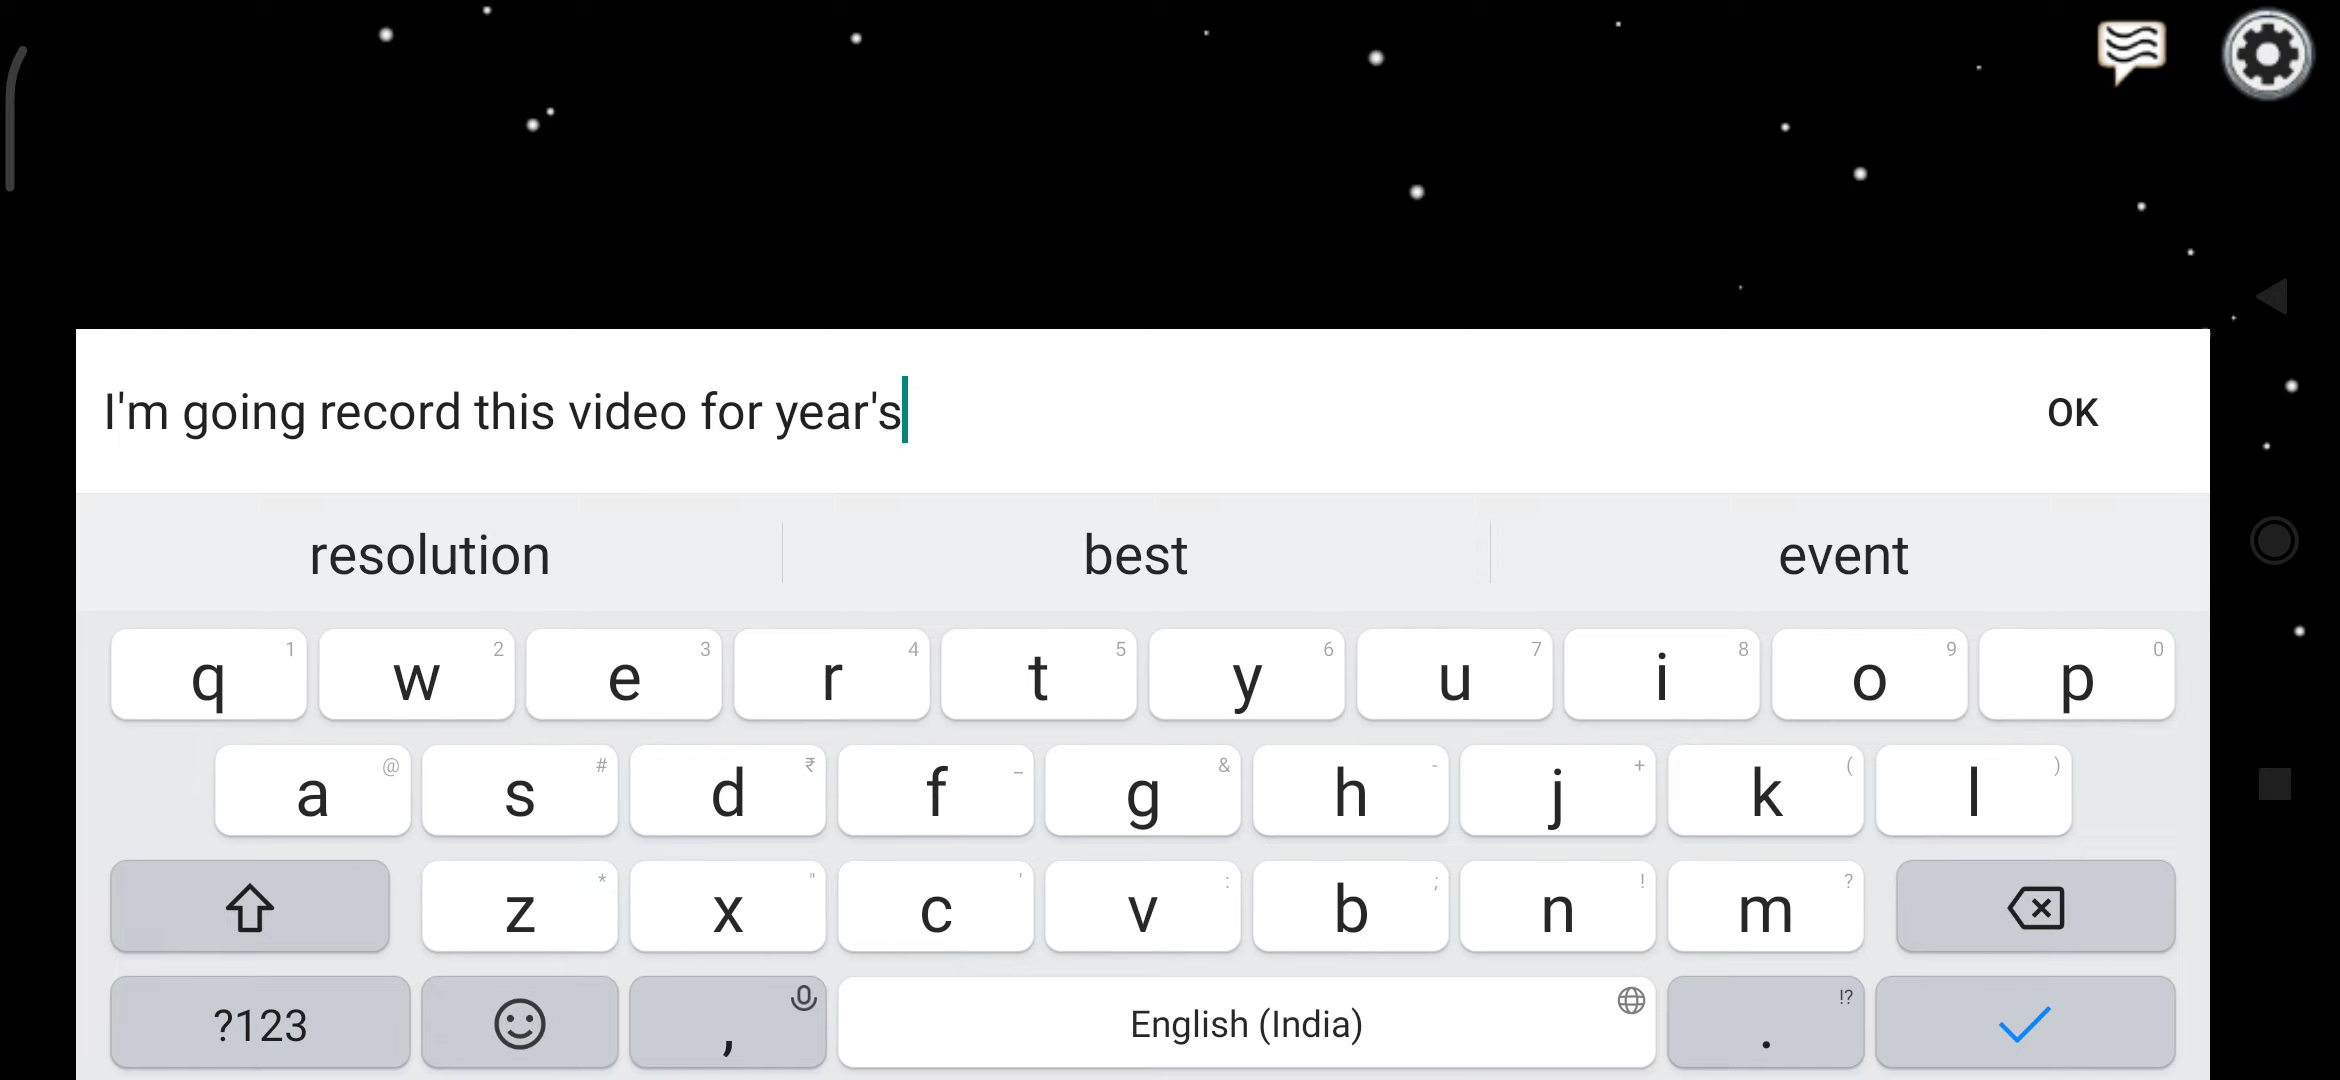 I'm going record this video for year's OK
resolution best event
q 1 w 2 e 3 r 4 t 5 y 6 u 7 i 8 o 9 p 0
a @ s # d ₹ f _ g & h - j + k ( l )
z * x " c ' v : b ; n ! m ?
?123 , English (India) . !?